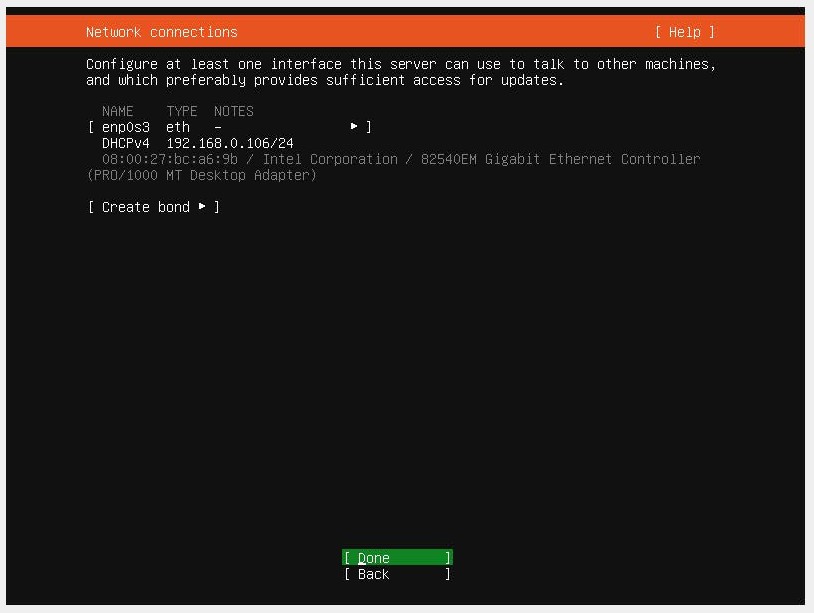 Network connections [ Help ]
Configure at least one interface this server can use to talk to other machines,
and which preferably provides sufficient access for updates.
NAME TYPE NOTES
[ enp0s3 eth – ▸ ]
DHCPv4 192.168.0.106/24
08:00:27:bc:a6:9b / Intel Corporation / 82540EM Gigabit Ethernet Controller
(PRO/1000 MT Desktop Adapter)
[ Create bond ▸ ]
[ Done ]
[ Back ]